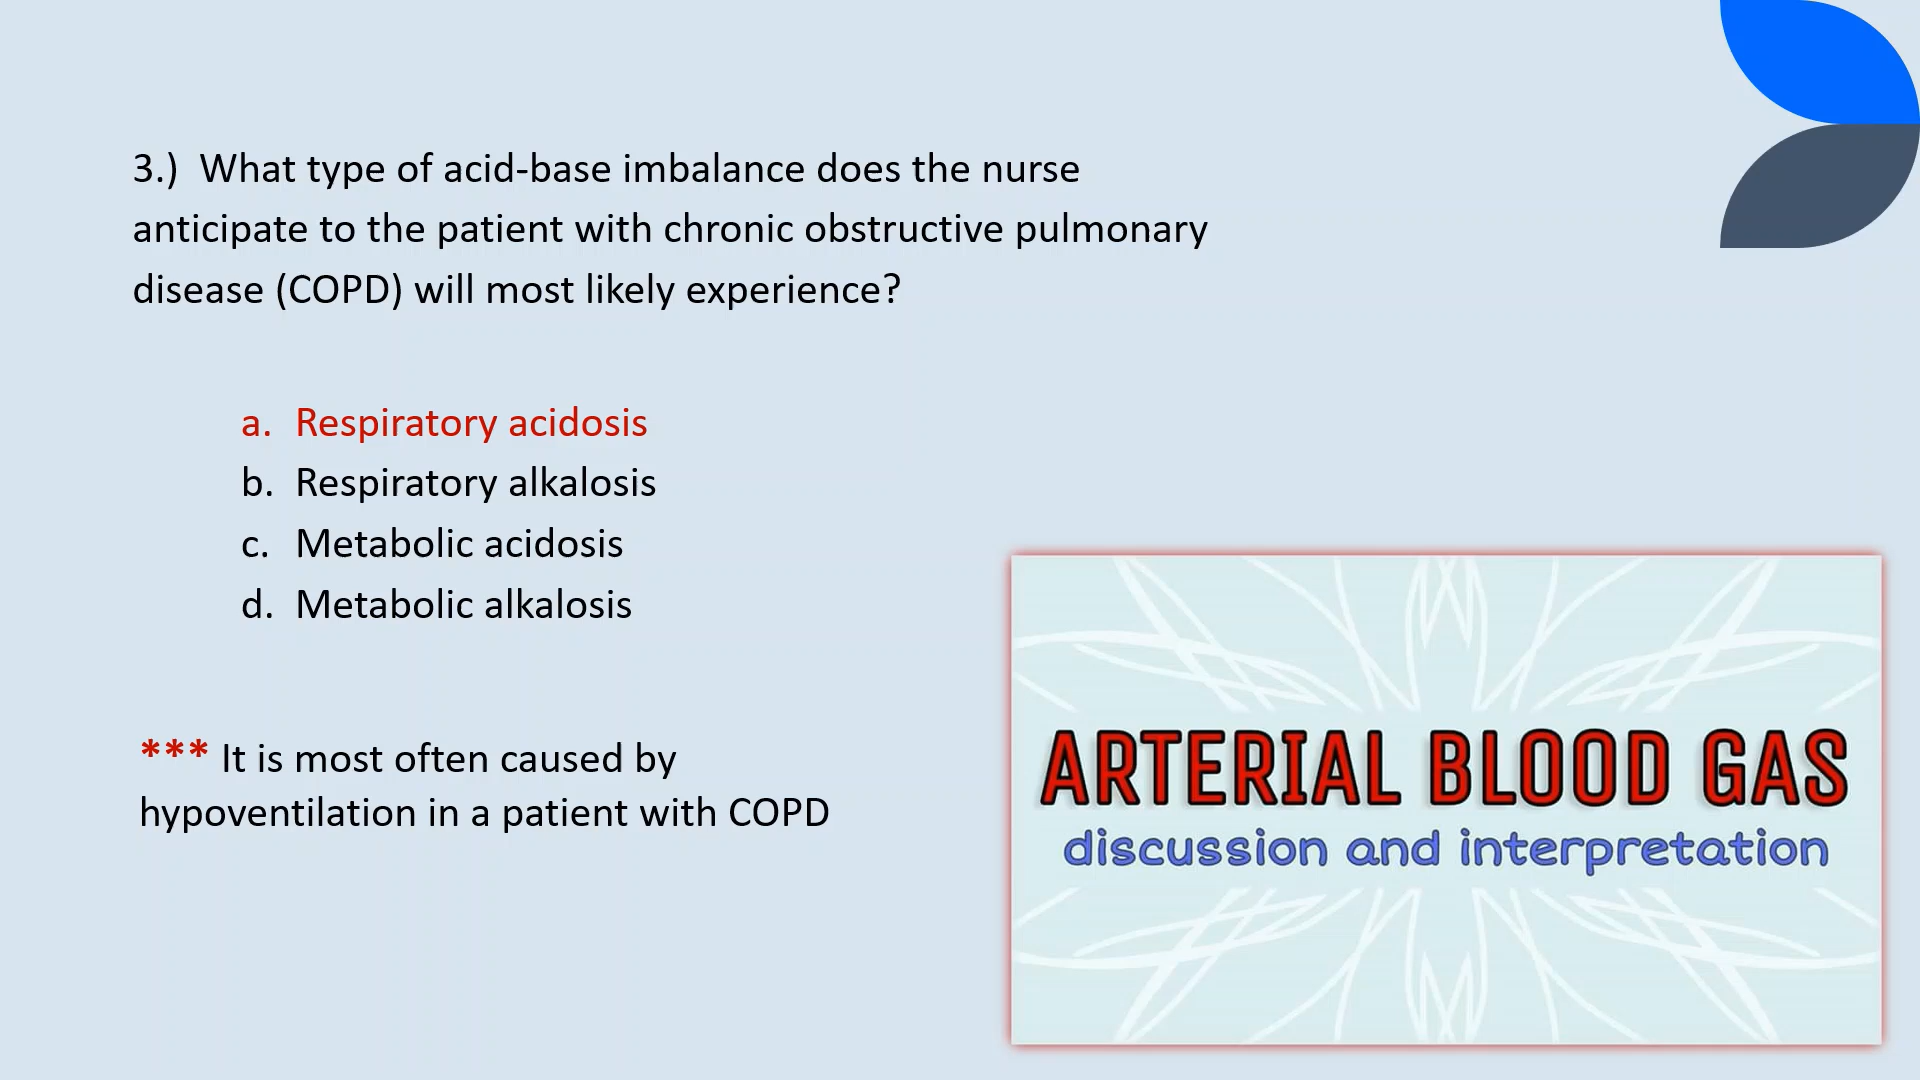 3.) What type of acid-base imbalance does the nurse
anticipate to the patient with chronic obstructive pulmonary
disease (COPD) will most likely experience?
a. Respiratory acidosis
b. Respiratory alkalosis
c. Metabolic acidosis
d. Metabolic alkalosis
*** It is most often caused by
hypoventilation in a patient with COPD
ARTERIAL BLOOD GAS
discussion and interpretation